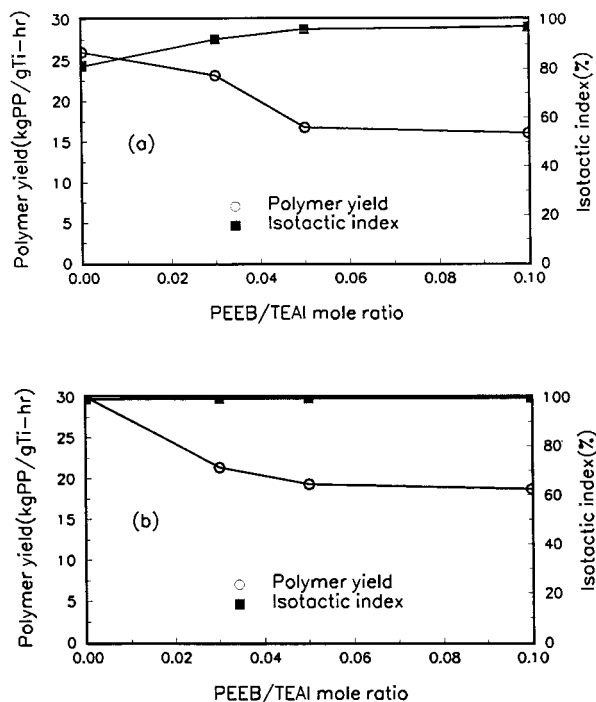 Polymer yield(kgPP/gTi−hr)
30
25
20
15
10
5
0
(a)
Polymer yield
Isotactic index
100
80
60
40
20
0
Isotactic index(%)
0.00 0.02 0.04 0.06 0.08 0.10
PEEB/TEAl mole ratio
Polymer yield(kgPP/gTi−hr)
30
25
20
15
10
5
0
(b)
Polymer yield
Isotactic index
100
80
60
40
20
0
Isotactic index(%)
0.00 0.02 0.04 0.06 0.08 0.10
PEEB/TEAl mole ratio